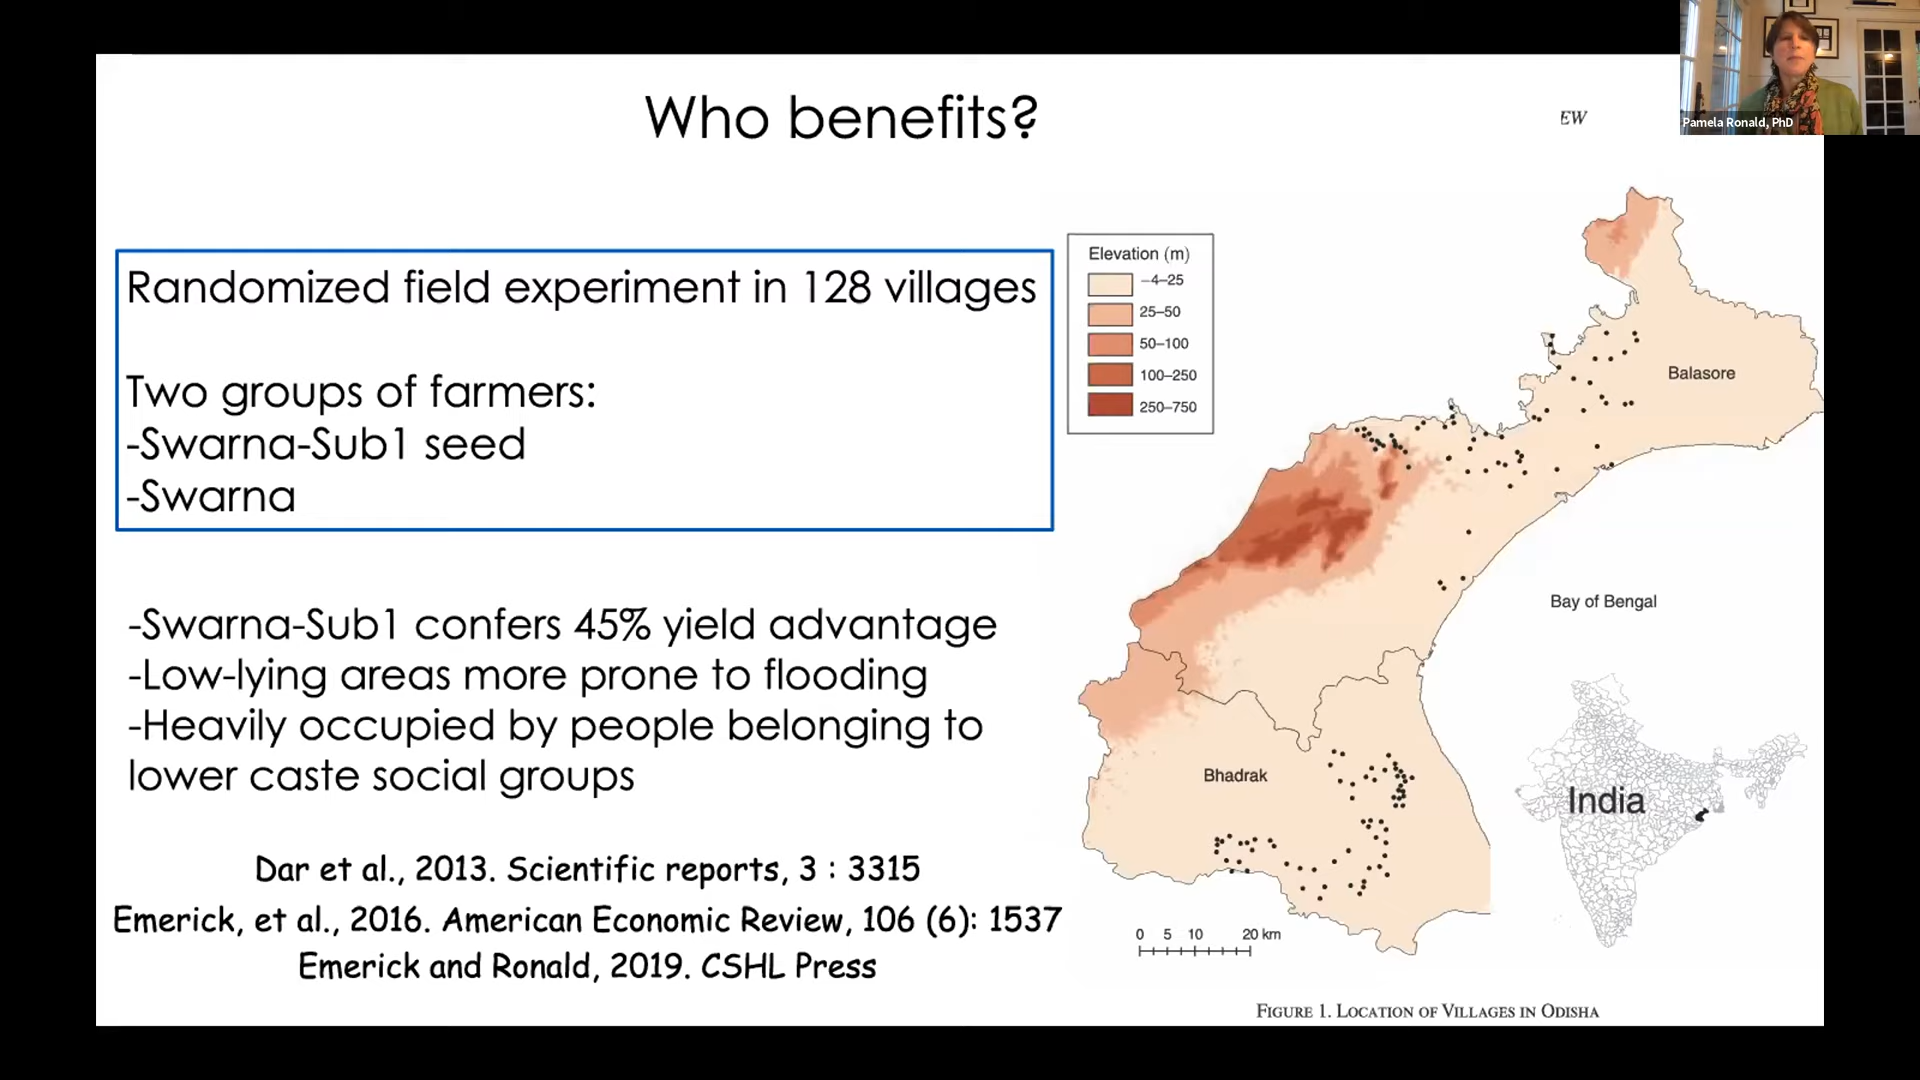 Who benefits?
EW
Pamela Ronald, PhD
Randomized field experiment in 128 villages
Two groups of farmers:
-Swarna-Sub1 seed
-Swarna
-Swarna-Sub1 confers 45% yield advantage
-Low-lying areas more prone to flooding
-Heavily occupied by people belonging to
lower caste social groups
Dar et al., 2013. Scientific reports, 3 : 3315
Emerick, et al., 2016. American Economic Review, 106 (6): 1537
Emerick and Ronald, 2019. CSHL Press
Elevation (m)
−4–25
25–50
50–100
100–250
250–750
Balasore
Bay of Bengal
Bhadrak
India
0 5 10 20 km
Figure 1. Location of Villages in Odisha